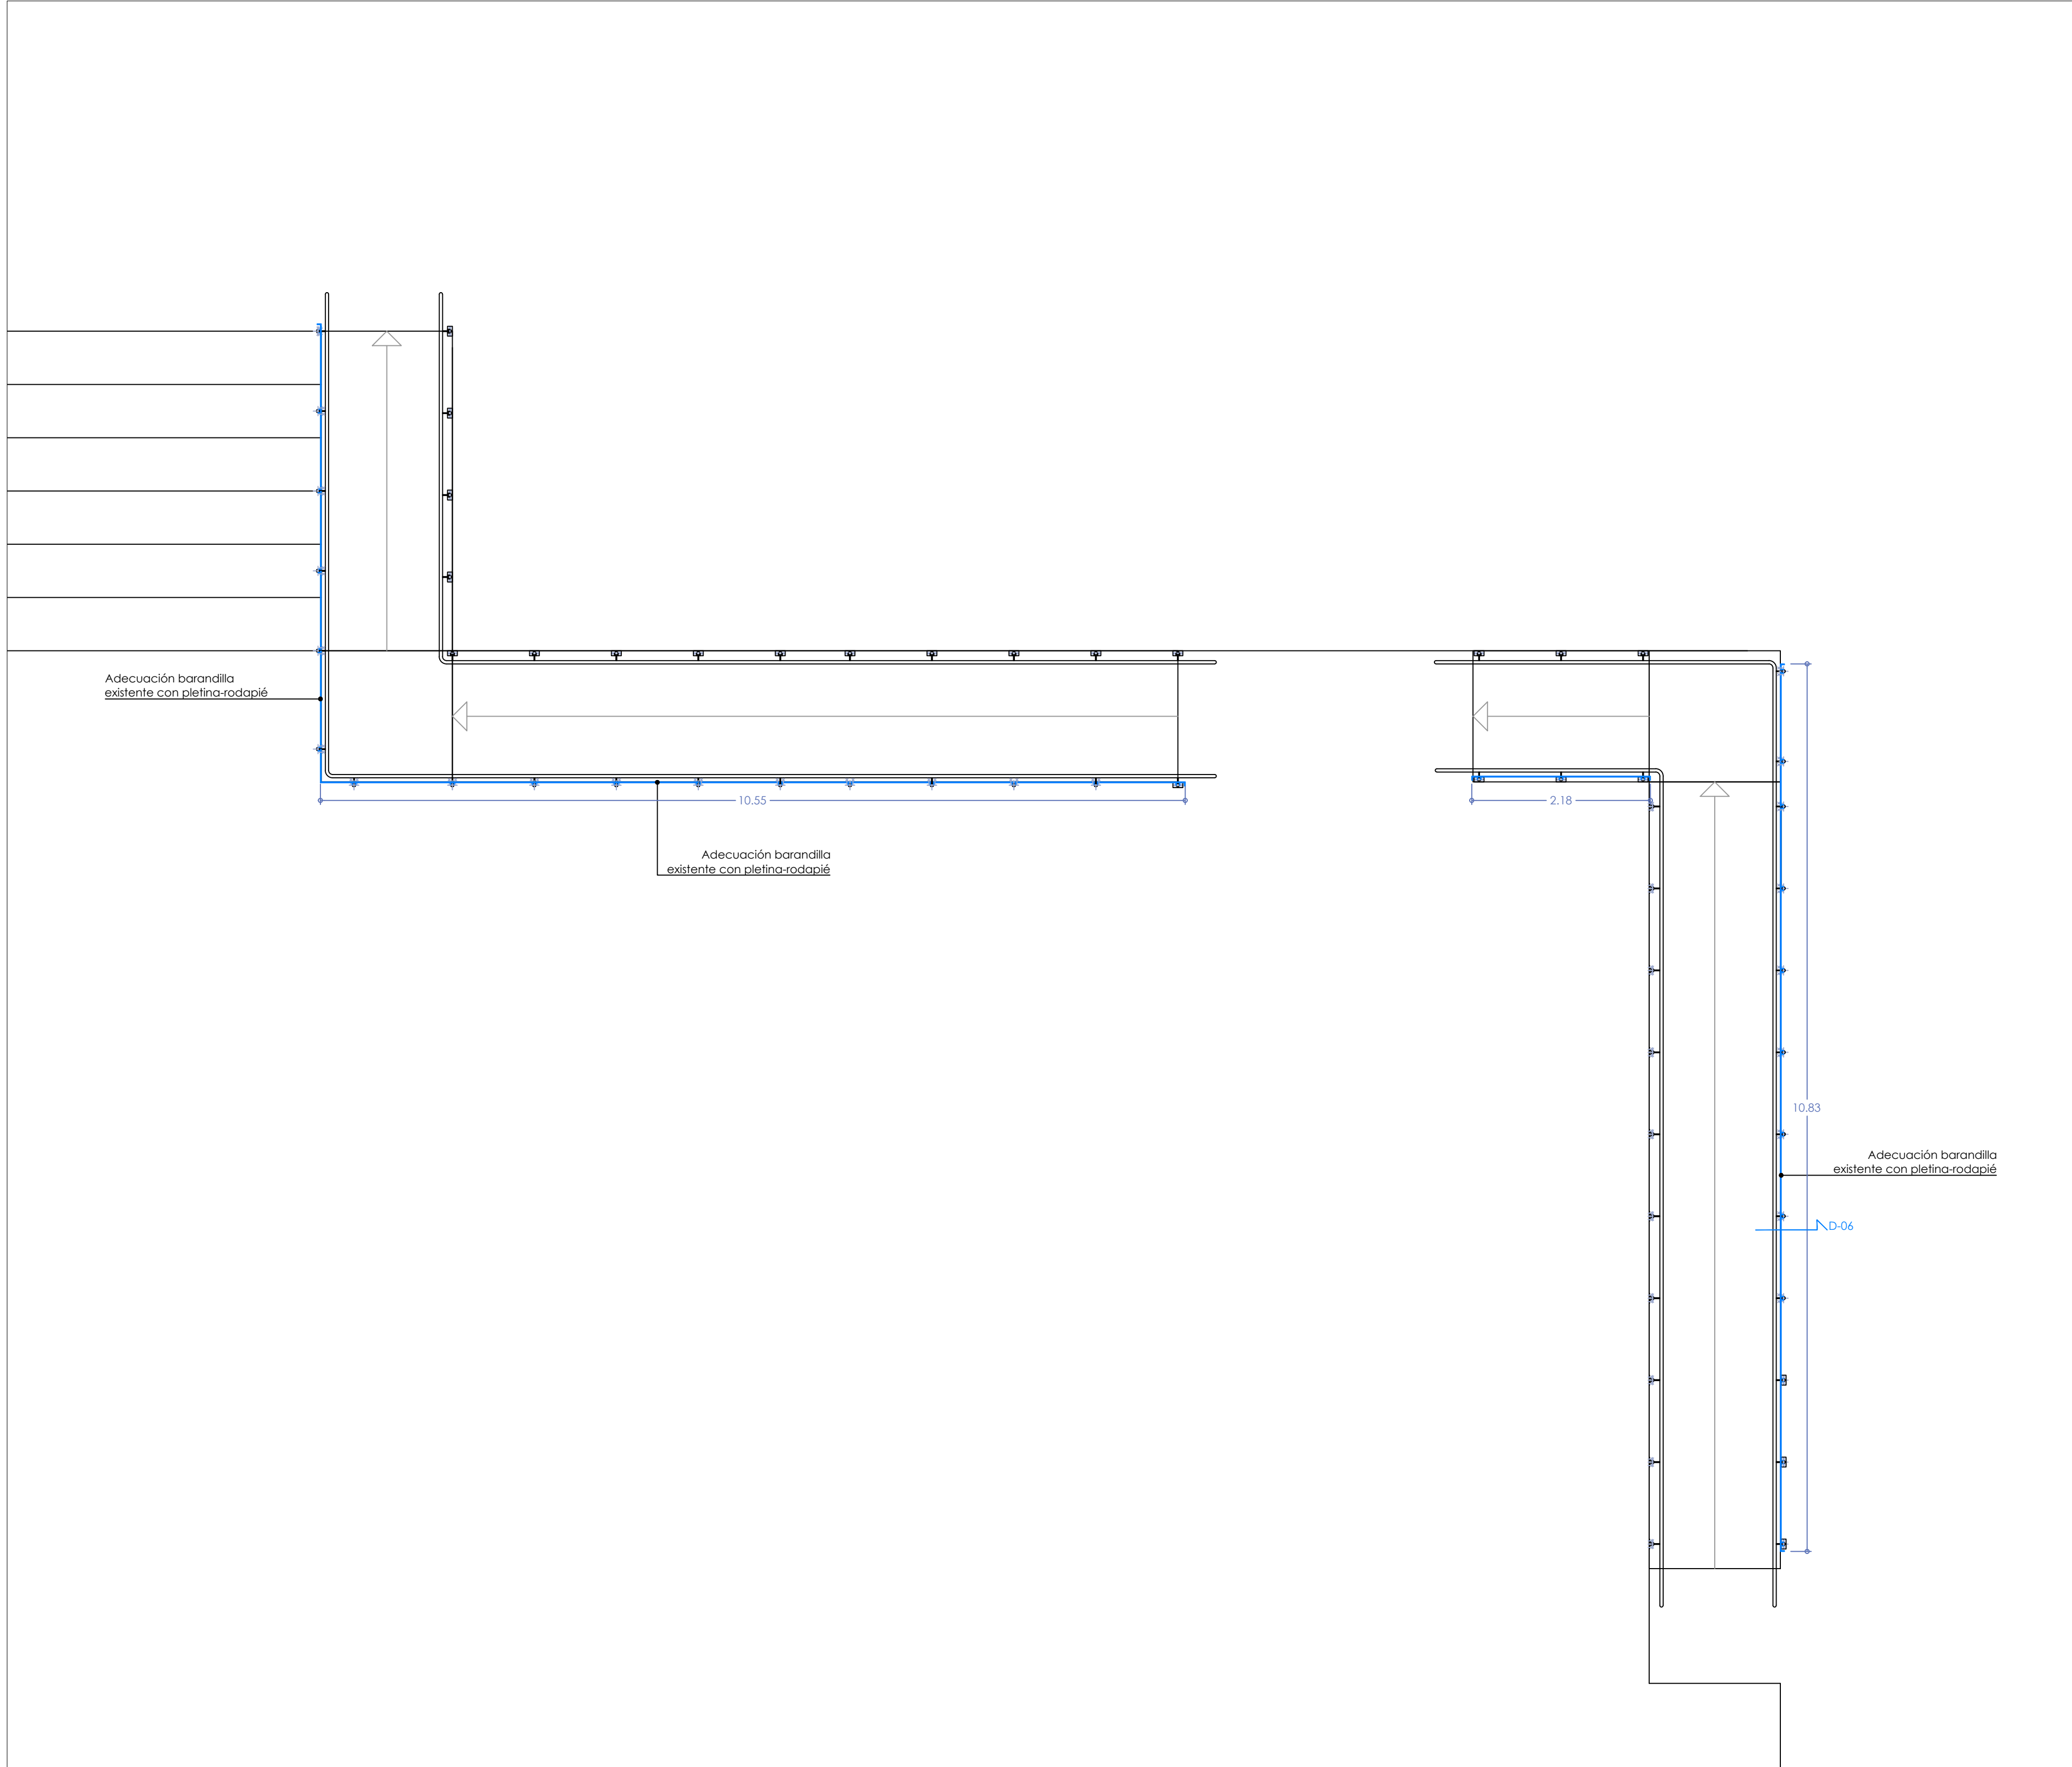 Adecuación barandilla
existente con pletina-rodapié
10.55
2.18
Adecuación barandilla
existente con pletina-rodapié
10.83
Adecuación barandilla
existente con pletina-rodapié
D-06